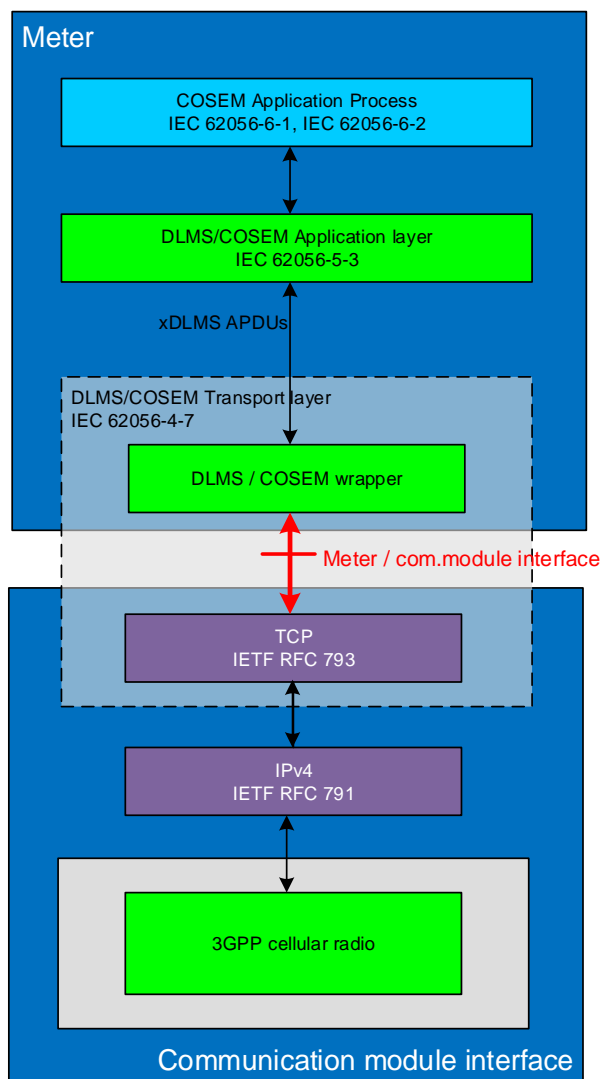 Meter
COSEM Application Process
IEC 62056-6-1, IEC 62056-6-2
DLMS/COSEM Application layer
IEC 62056-5-3
xDLMS APDUs
DLMS/COSEM Transport layer
IEC 62056-4-7
DLMS / COSEM wrapper
Meter / com.module interface
TCP
IETF RFC 793
IPv4
IETF RFC 791
3GPP cellular radio
Communication module interface